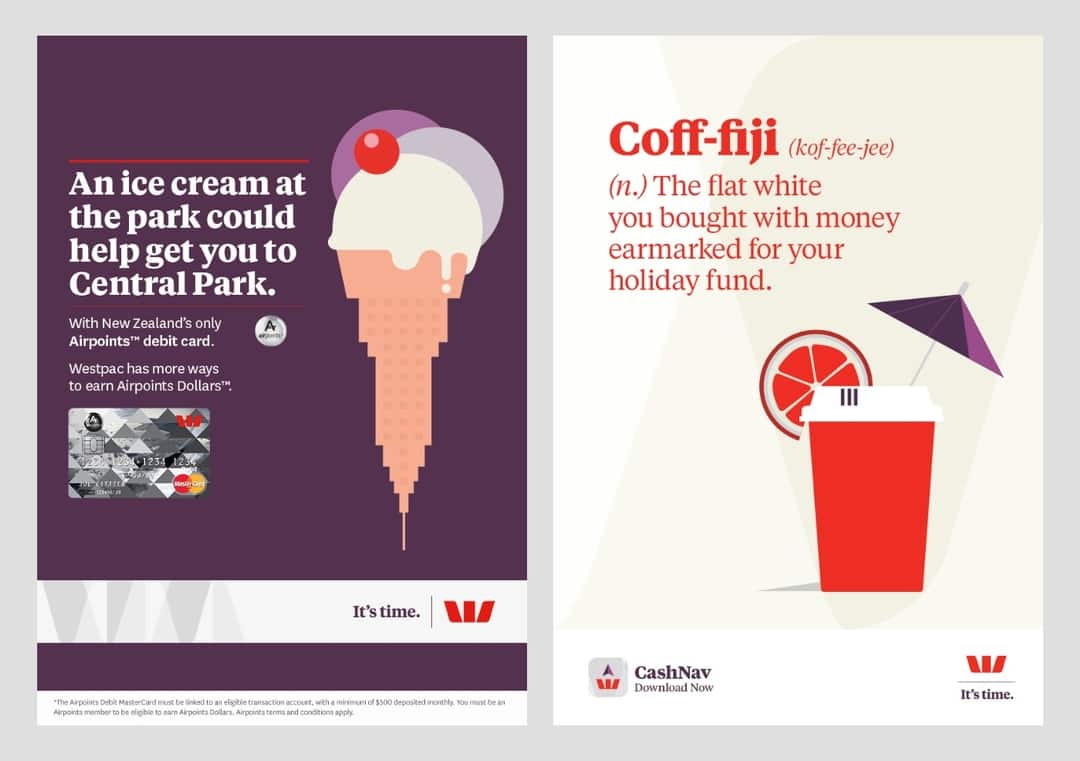 An ice cream at
the park could
help get you to
Central Park.
With New Zealand's only
Airpoints™ debit card.
airpoints
Westpac has more ways
to earn Airpoints Dollars™.
1234 1234
MasterCard
It's time.
*The Airpoints Debit MasterCard must be linked to an eligible transaction account, with a minimum of $500 deposited monthly. You must be an
Airpoints member to be eligible to earn Airpoints Dollars. Airpoints terms and conditions apply.
Coff-fiji (kof-fee-jee)
(n.) The flat white
you bought with money
earmarked for your
holiday fund.
CashNav
Download Now
It's time.